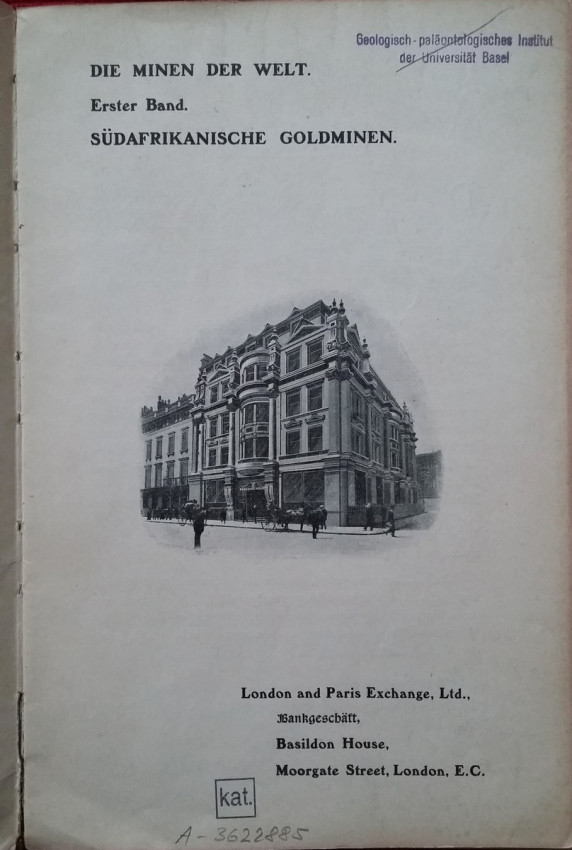 Geologisch-paläontologisches Institut
der Universität Basel
DIE MINEN DER WELT.
Erster Band.
SÜDAFRIKANISCHE GOLDMINEN.
London and Paris Exchange, Ltd.,
Bankgeschäft,
Basildon House,
Moorgate Street, London, E.C.
kat.
A-3622885